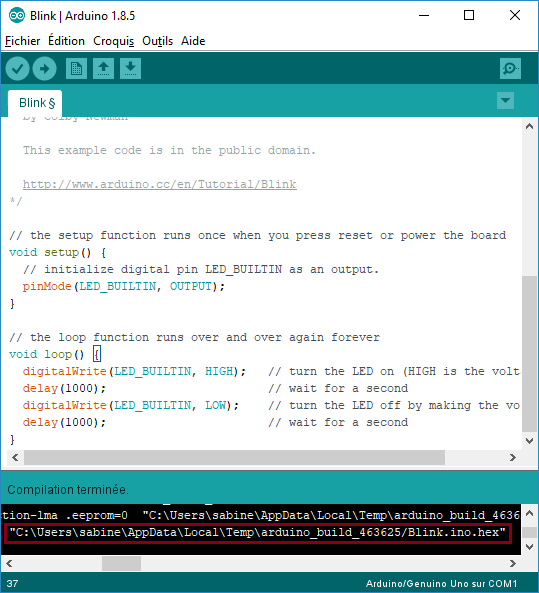 Blink | Arduino 1.8.5
Fichier Édition Croquis Outils Aide
Blink §
by Colby Newman
This example code is in the public domain.
http://www.arduino.cc/en/Tutorial/Blink
*/
// the setup function runs once when you press reset or power the board
void setup() {
// initialize digital pin LED_BUILTIN as an output.
pinMode(LED_BUILTIN, OUTPUT);
}
// the loop function runs over and over again forever
void loop() {
digitalWrite(LED_BUILTIN, HIGH); // turn the LED on (HIGH is the volt
delay(1000); // wait for a second
digitalWrite(LED_BUILTIN, LOW); // turn the LED off by making the vo
delay(1000); // wait for a second
}
Compilation terminée.
ction-lma .eeprom=0 "C:\Users\sabine\AppData\Local\Temp\arduino_build_4636
"C:\Users\sabine\AppData\Local\Temp\arduino_build_463625/Blink.ino.hex"
37 Arduino/Genuino Uno sur COM1